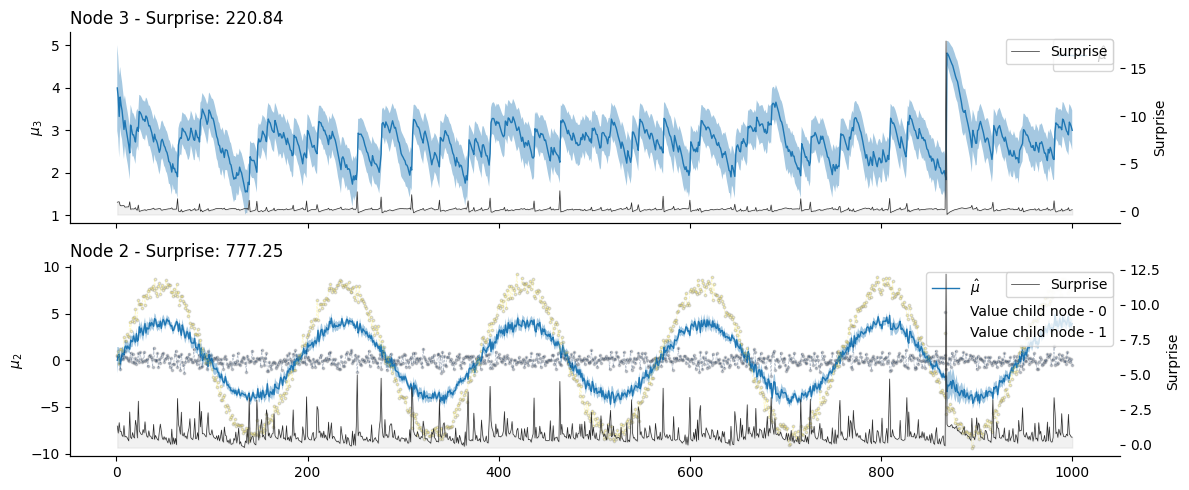 Node 3 - Surprise: 220.84
μ₃
5
4
3
2
1
Surprise
15
10
5
0
Surprise
Node 2 - Surprise: 777.25
μ₂
10
5
0
−5
−10
μ̂
Value child node - 0
Value child node - 1
Surprise
12.5
10.0
7.5
5.0
2.5
0.0
Surprise
0
200
400
600
800
1000